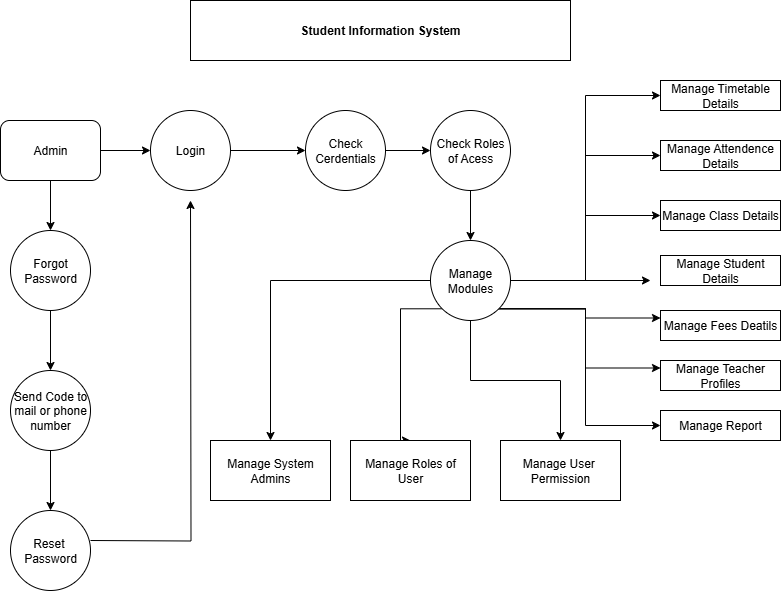 Student Information System
Admin
Login
Check
Cerdentials
Check Roles
of Acess
Manage Timetable
Details
Manage Attendence
Details
Manage Class Details
Manage Student
Details
Manage Fees Deatils
Manage Teacher
Profiles
Manage Report
Manage
Modules
Forgot
Password
Send Code to
mail or phone
number
Reset
Password
Manage System
Admins
Manage Roles of
User
Manage User
Permission